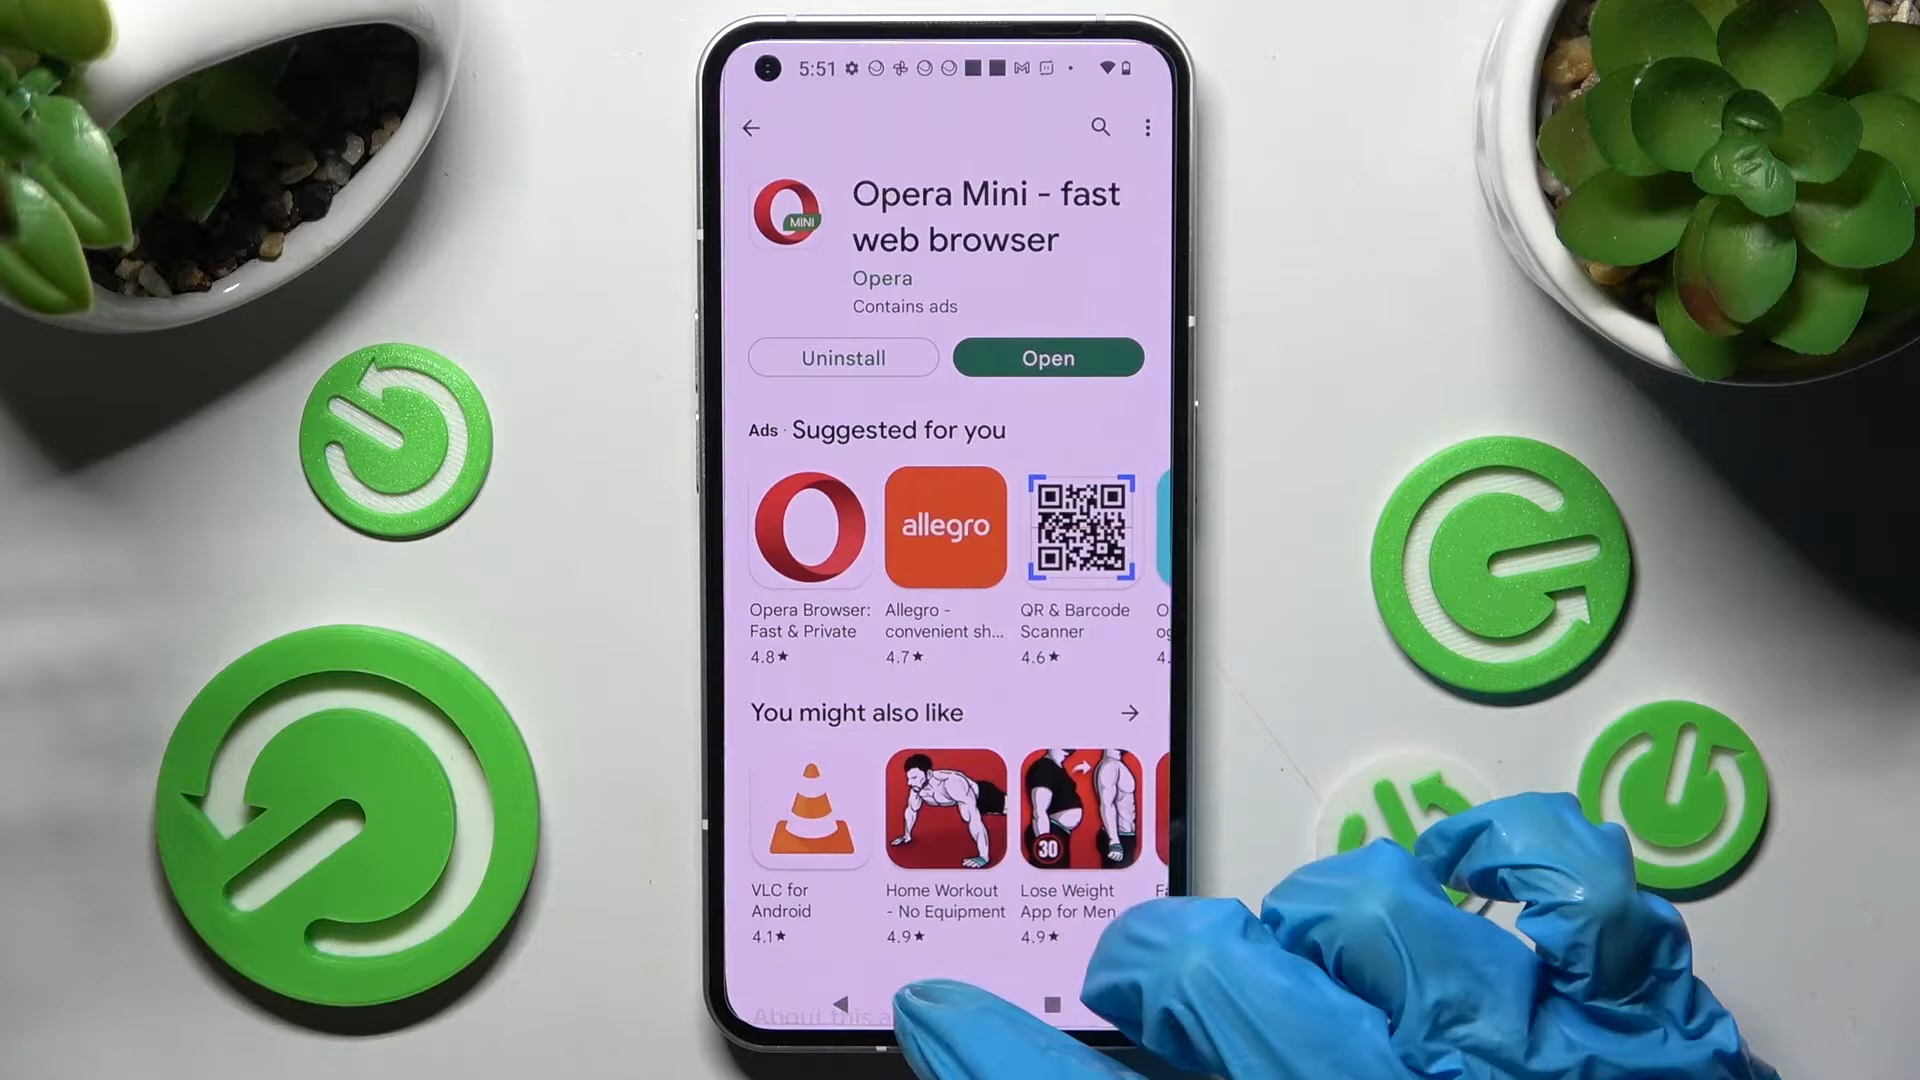 5:51
Opera Mini - fast
web browser
MINI
Opera
Contains ads
Uninstall
Open
Ads · Suggested for you
allegro
Opera Browser:
Fast & Private
4.8★
Allegro -
convenient sh...
4.7★
QR & Barcode
Scanner
4.6★
4.
You might also like
30
VLC for
Android
4.1★
Home Workout
- No Equipment
4.9★
Lose Weight
App for Men
4.9★
About this a